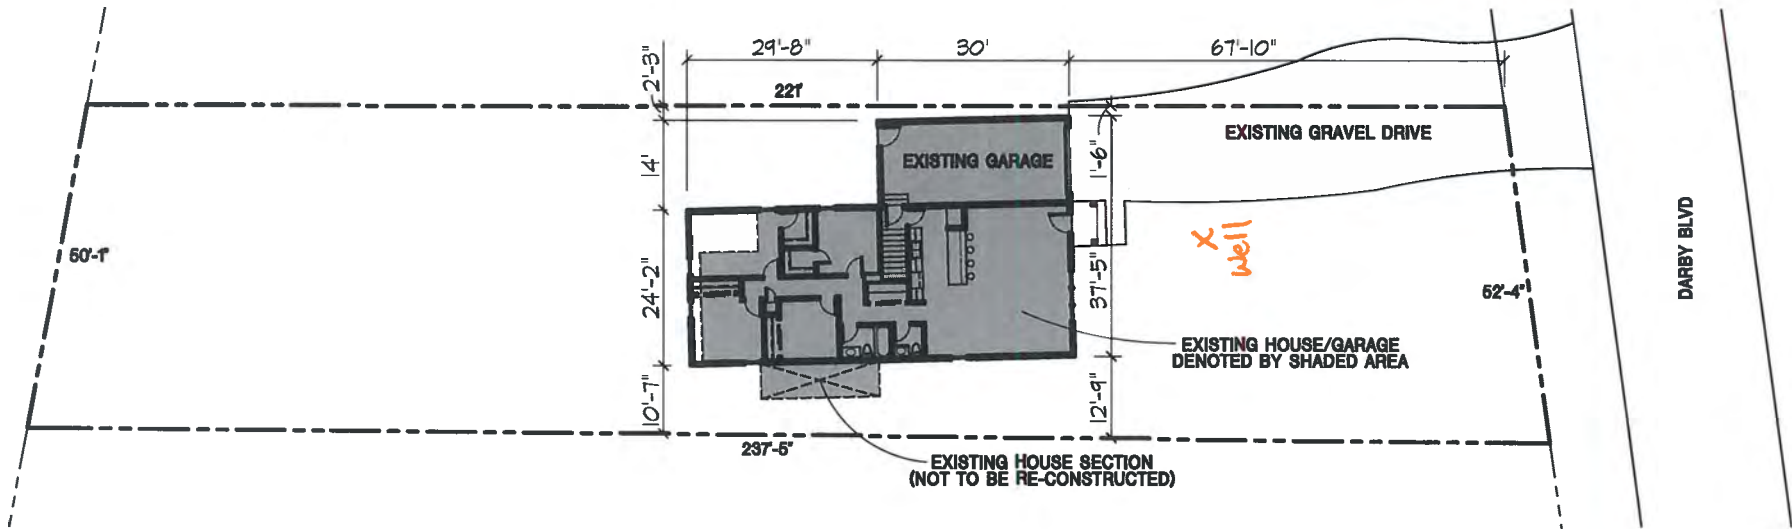 29'-8"
30'
67'-10"
2'-3"
221'
EXISTING GRAVEL DRIVE
EXISTING GARAGE
14'
1'-6"
50'-1"
X
Well
DARBY BLVD
24'-2"
37'-5"
52'-4"
EXISTING HOUSE/GARAGE
DENOTED BY SHADED AREA
10'-7"
12'-9"
237'-5"
EXISTING HOUSE SECTION
(NOT TO BE RE-CONSTRUCTED)